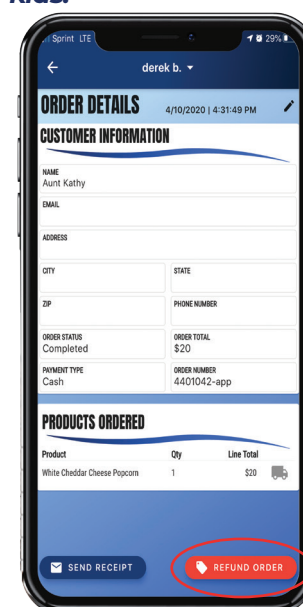 kids.
Sprint LTE 29%
derek b.
ORDER DETAILS 4/10/2020 | 4:31:49 PM
CUSTOMER INFORMATION
NAME
Aunt Kathy
EMAIL
ADDRESS
CITY STATE
ZIP PHONE NUMBER
ORDER STATUS ORDER TOTAL
Completed $20
PAYMENT TYPE ORDER NUMBER
Cash 4401042-app
PRODUCTS ORDERED
Product Qty Line Total
White Cheddar Cheese Popcorn 1 $20
SEND RECEIPT REFUND ORDER